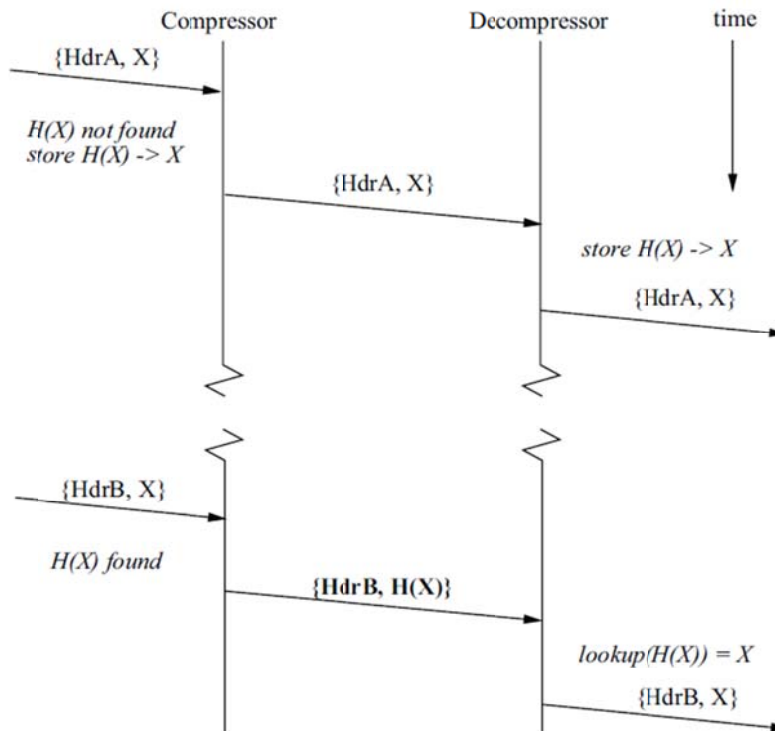 Compressor
Decompressor
time
{HdrA, X}
H(X) not found
store H(X) -> X
{HdrA, X}
store H(X) -> X
{HdrA, X}
{HdrB, X}
H(X) found
{HdrB, H(X)}
lookup(H(X)) = X
{HdrB, X}